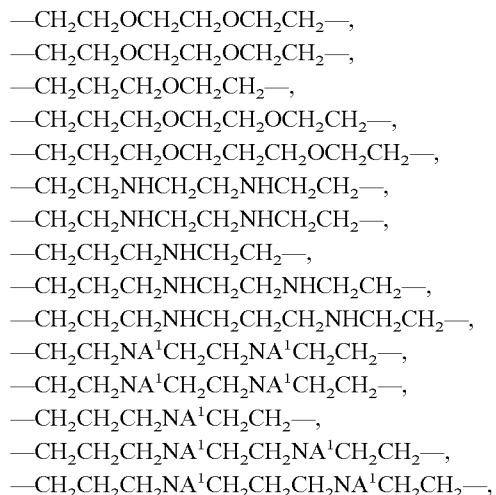 —CH₂CH₂OCH₂CH₂OCH₂CH₂—,
—CH₂CH₂OCH₂CH₂OCH₂CH₂—,
—CH₂CH₂CH₂OCH₂CH₂—,
—CH₂CH₂CH₂OCH₂CH₂OCH₂CH₂—,
—CH₂CH₂CH₂OCH₂CH₂CH₂OCH₂CH₂—,
—CH₂CH₂NHCH₂CH₂NHCH₂CH₂—,
—CH₂CH₂NHCH₂CH₂NHCH₂CH₂—,
—CH₂CH₂CH₂NHCH₂CH₂—,
—CH₂CH₂CH₂NHCH₂CH₂NHCH₂CH₂—,
—CH₂CH₂CH₂NHCH₂CH₂CH₂NHCH₂CH₂—,
—CH₂CH₂NA¹CH₂CH₂NA¹CH₂CH₂—,
—CH₂CH₂NA¹CH₂CH₂NA¹CH₂CH₂—,
—CH₂CH₂CH₂NA¹CH₂CH₂—,
—CH₂CH₂CH₂NA¹CH₂CH₂NA¹CH₂CH₂—,
—CH₂CH₂CH₂NA¹CH₂CH₂CH₂NA¹CH₂CH₂—,